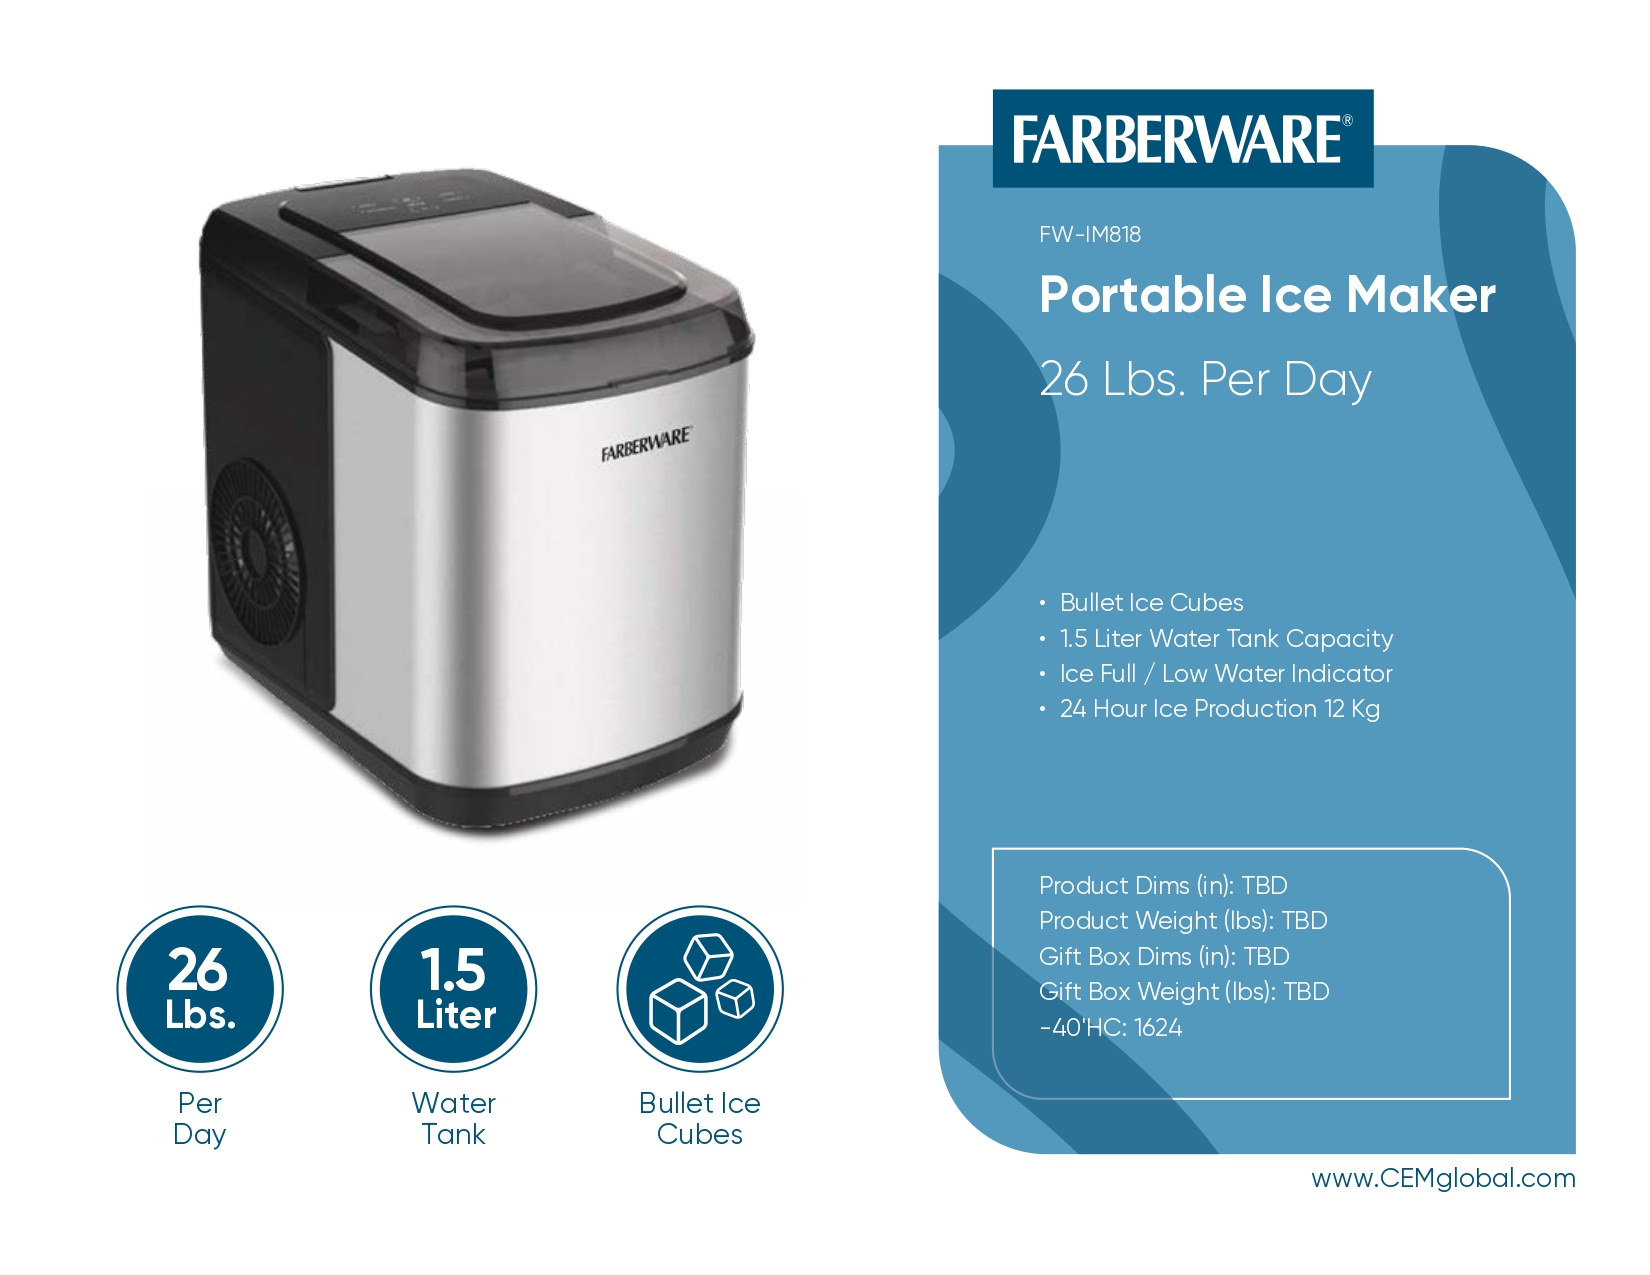 FARBERWARE®
FW-IM818
Portable Ice Maker
26 Lbs. Per Day
FARBERWARE
• Bullet Ice Cubes
• 1.5 Liter Water Tank Capacity
• Ice Full / Low Water Indicator
• 24 Hour Ice Production 12 Kg
Product Dims (in): TBD
Product Weight (lbs): TBD
Gift Box Dims (in): TBD
Gift Box Weight (lbs): TBD
-40'HC: 1624
26
Lbs.
Per
Day
1.5
Liter
Water
Tank
Bullet Ice
Cubes
www.CEMglobal.com